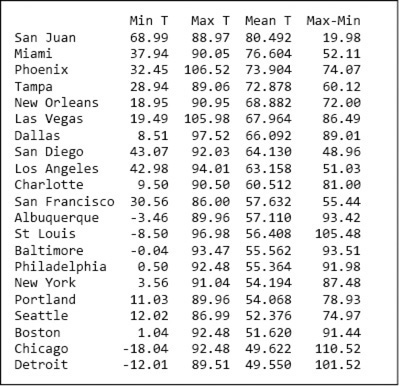 Min T Max T Mean T Max-Min
San Juan 68.99 88.97 80.492 19.98
Miami 37.94 90.05 76.604 52.11
Phoenix 32.45 106.52 73.904 74.07
Tampa 28.94 89.06 72.878 60.12
New Orleans 18.95 90.95 68.882 72.00
Las Vegas 19.49 105.98 67.964 86.49
Dallas 8.51 97.52 66.092 89.01
San Diego 43.07 92.03 64.130 48.96
Los Angeles 42.98 94.01 63.158 51.03
Charlotte 9.50 90.50 60.512 81.00
San Francisco 30.56 86.00 57.632 55.44
Albuquerque -3.46 89.96 57.110 93.42
St Louis -8.50 96.98 56.408 105.48
Baltimore -0.04 93.47 55.562 93.51
Philadelphia 0.50 92.48 55.364 91.98
New York 3.56 91.04 54.194 87.48
Portland 11.03 89.96 54.068 78.93
Seattle 12.02 86.99 52.376 74.97
Boston 1.04 92.48 51.620 91.44
Chicago -18.04 92.48 49.622 110.52
Detroit -12.01 89.51 49.550 101.52